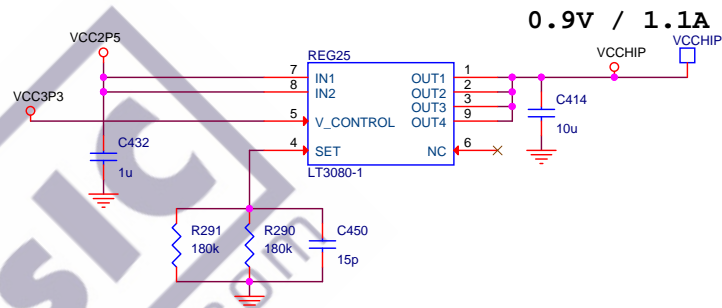 0.9V / 1.1A
VCC2P5
VCCHIP
VCCHIP
REG25
7
IN1
OUT1
1
8
IN2
OUT2
2
OUT3
3
VCC3P3
5
V_CONTROL
OUT4
9
C414
10u
C432
1u
4
SET
NC
6
LT3080-1
R291
180k
R290
180k
C450
15p
sic
com